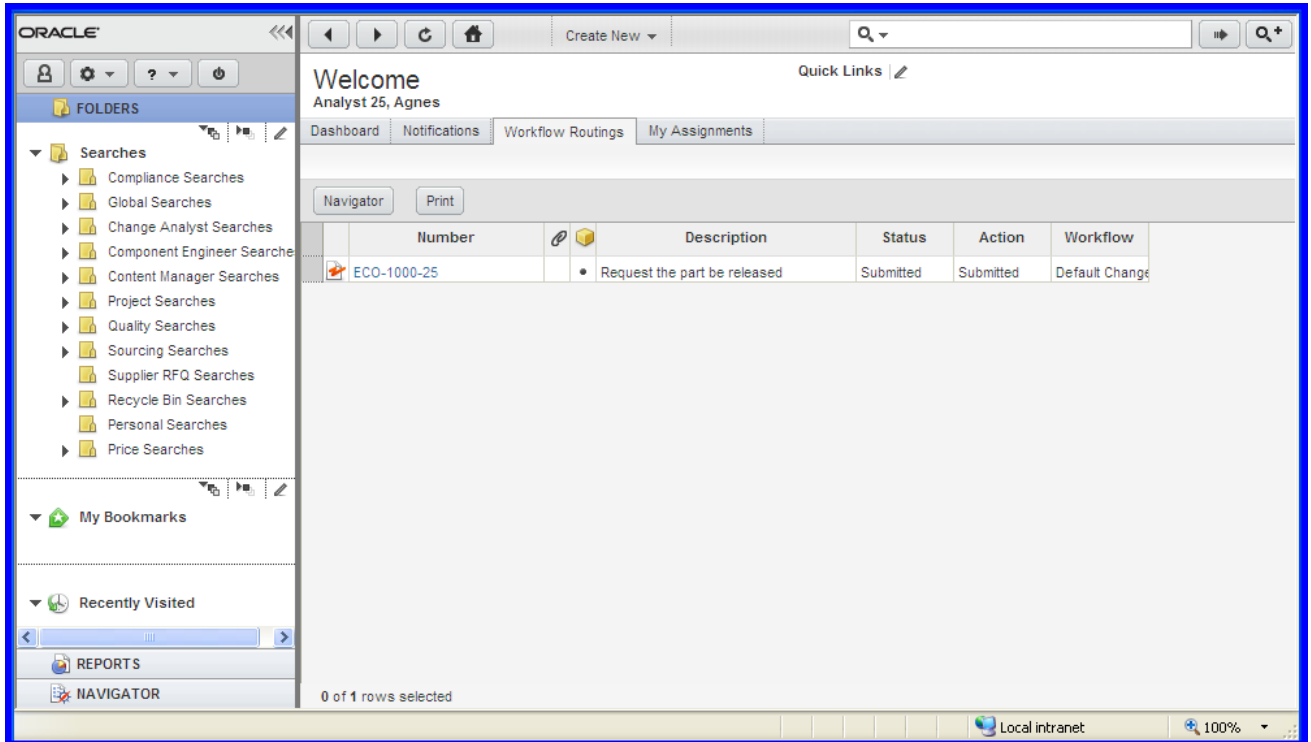 ORACLE
Create New
Welcome
Quick Links
Analyst 25, Agnes
?
FOLDERS
Dashboard Notifications Workflow Routings My Assignments
Searches
Compliance Searches
Global Searches
Change Analyst Searches
Component Engineer Searche
Content Manager Searches
Project Searches
Quality Searches
Sourcing Searches
Supplier RFQ Searches
Recycle Bin Searches
Personal Searches
Price Searches
My Bookmarks
Recently Visited
REPORTS
NAVIGATOR
Navigator Print
Number Description Status Action Workflow
ECO-1000-25 Request the part be released Submitted Submitted Default Change
0 of 1 rows selected
Local intranet 100%